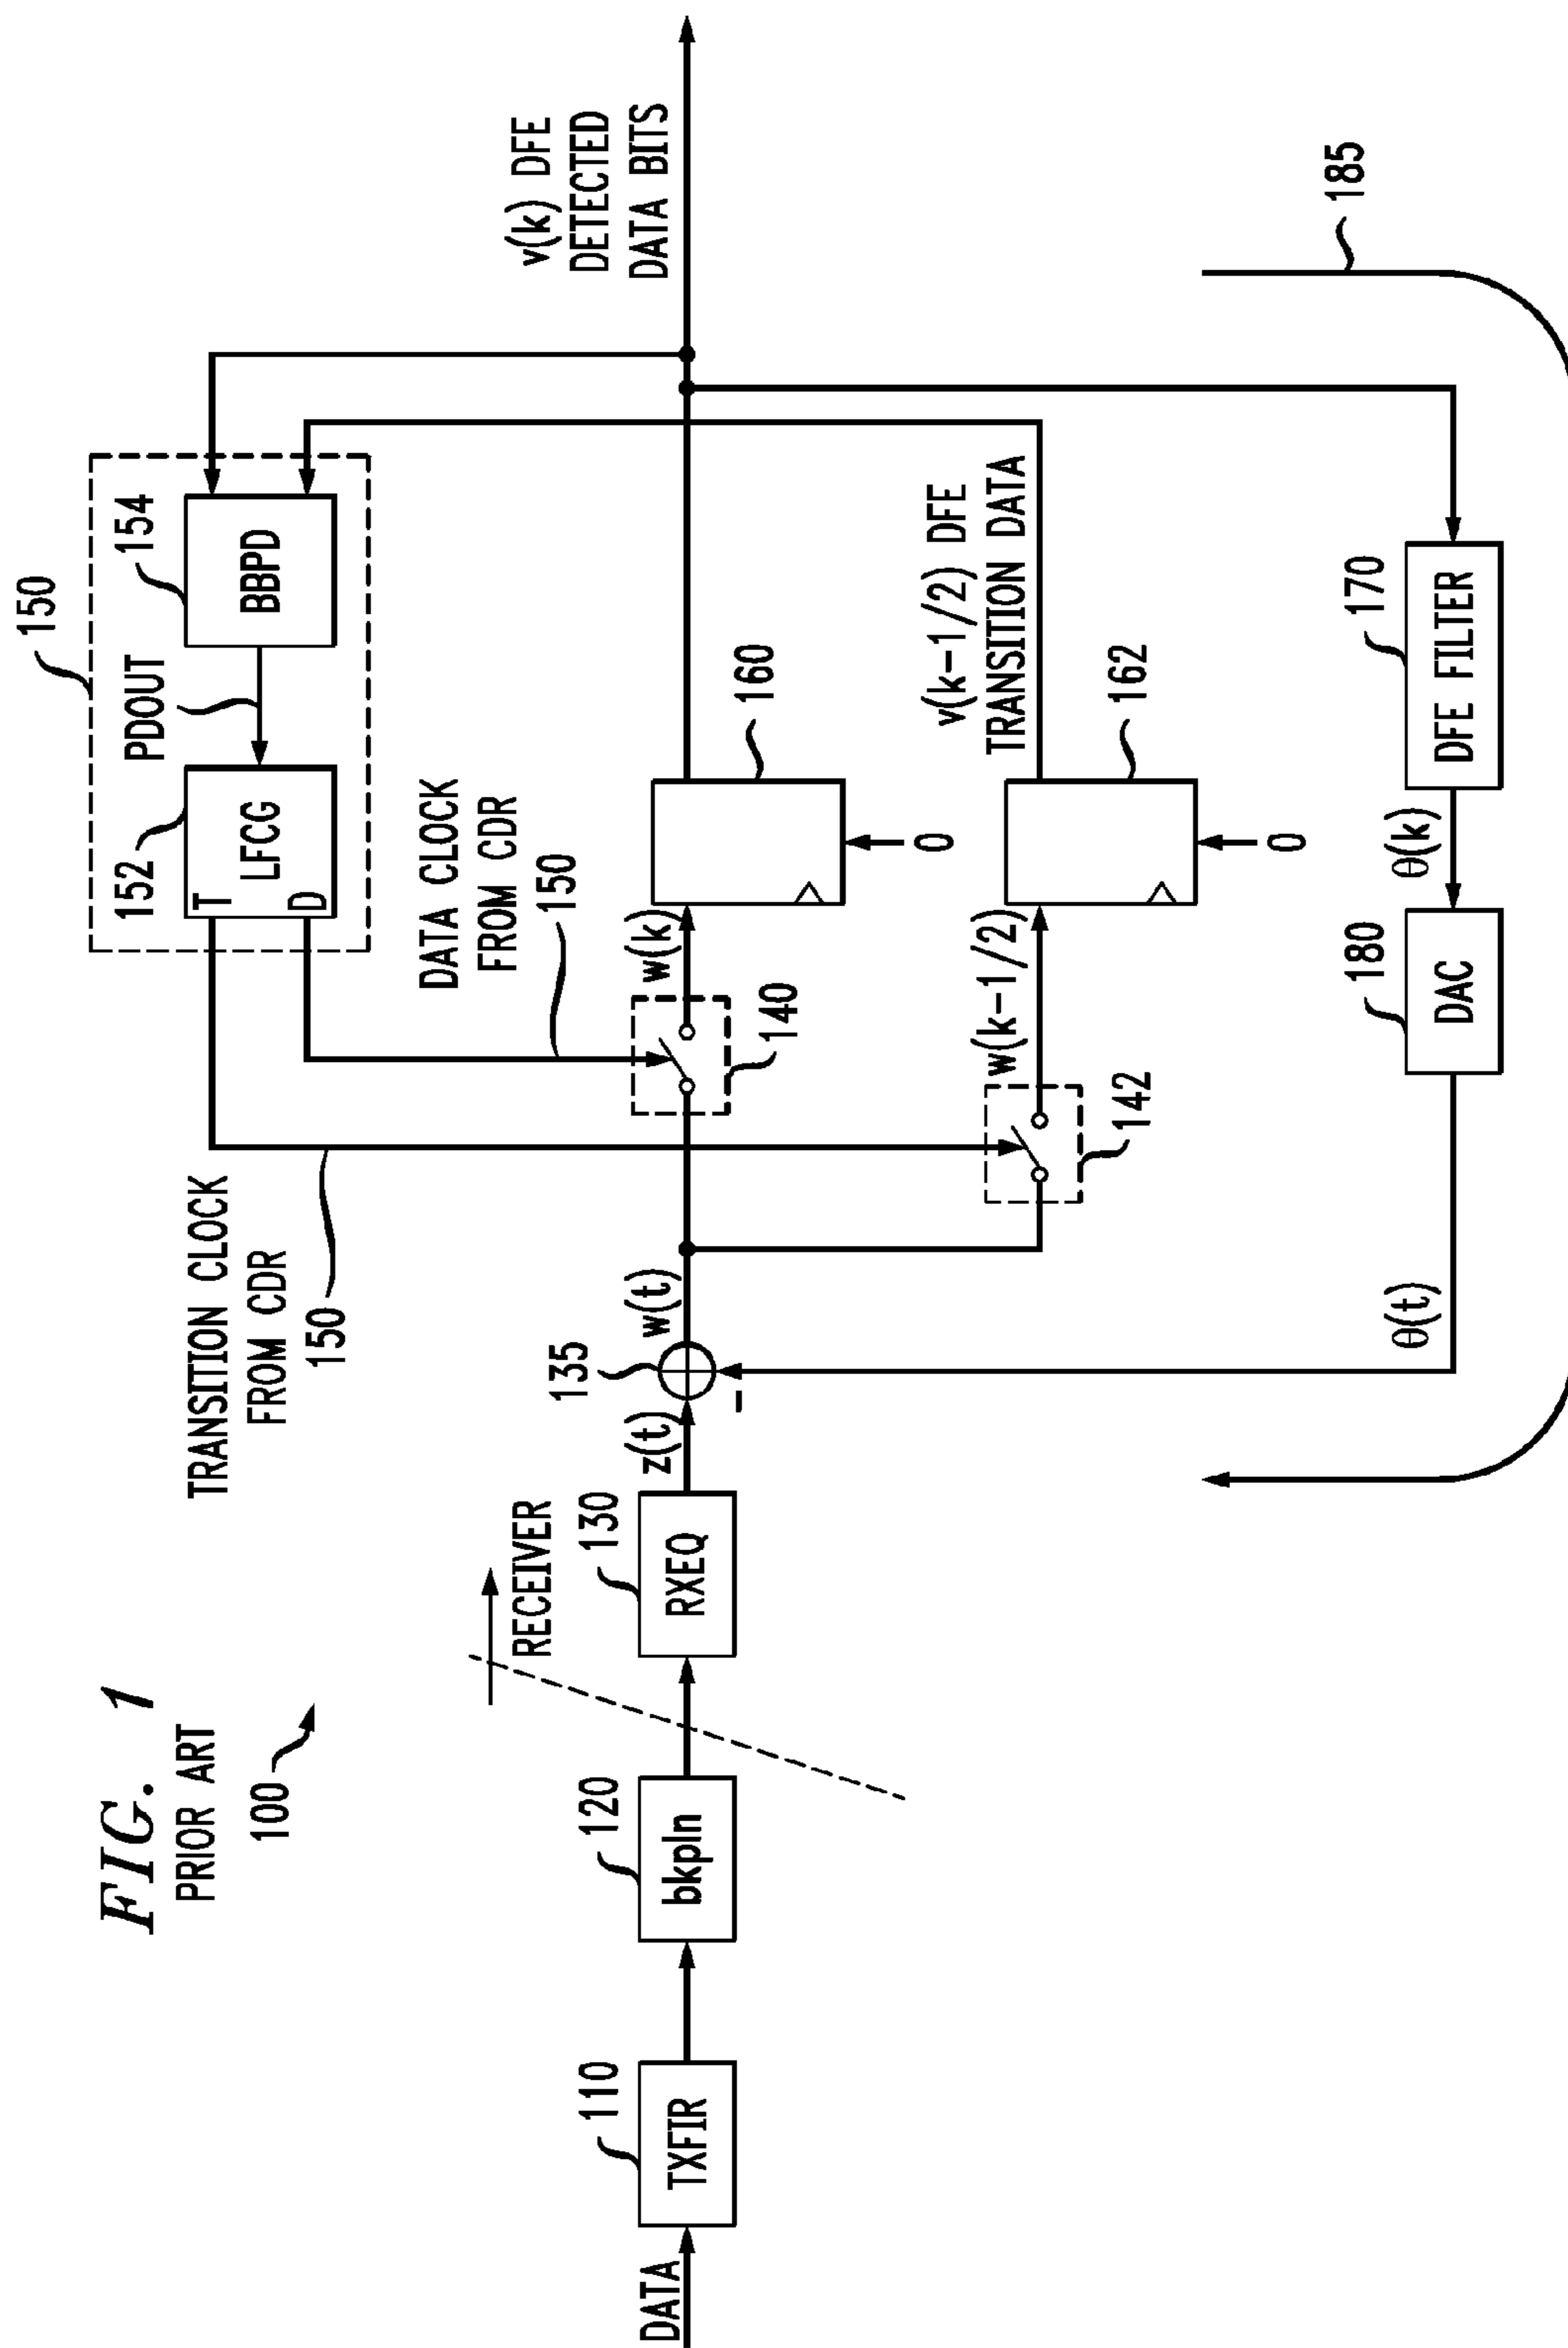 FIG. 1
PRIOR ART
100
TRANSITION CLOCK
FROM CDR
150
150
152
T
LFCG
D
PDOUT
154
BBPD
DATA CLOCK
FROM CDR
150
v(k) DFE
DETECTED
DATA BITS
RECEIVER
DATA
110
TXFIR
120
bkpln
130
RXEQ
z(t)
135
–
w(t)
140
w(k)
160
0
142
w(k–1/2)
162
0
v(k–1/2) DFE
TRANSITION DATA
θ(t)
180
DAC
θ(k)
170
DFE FILTER
185